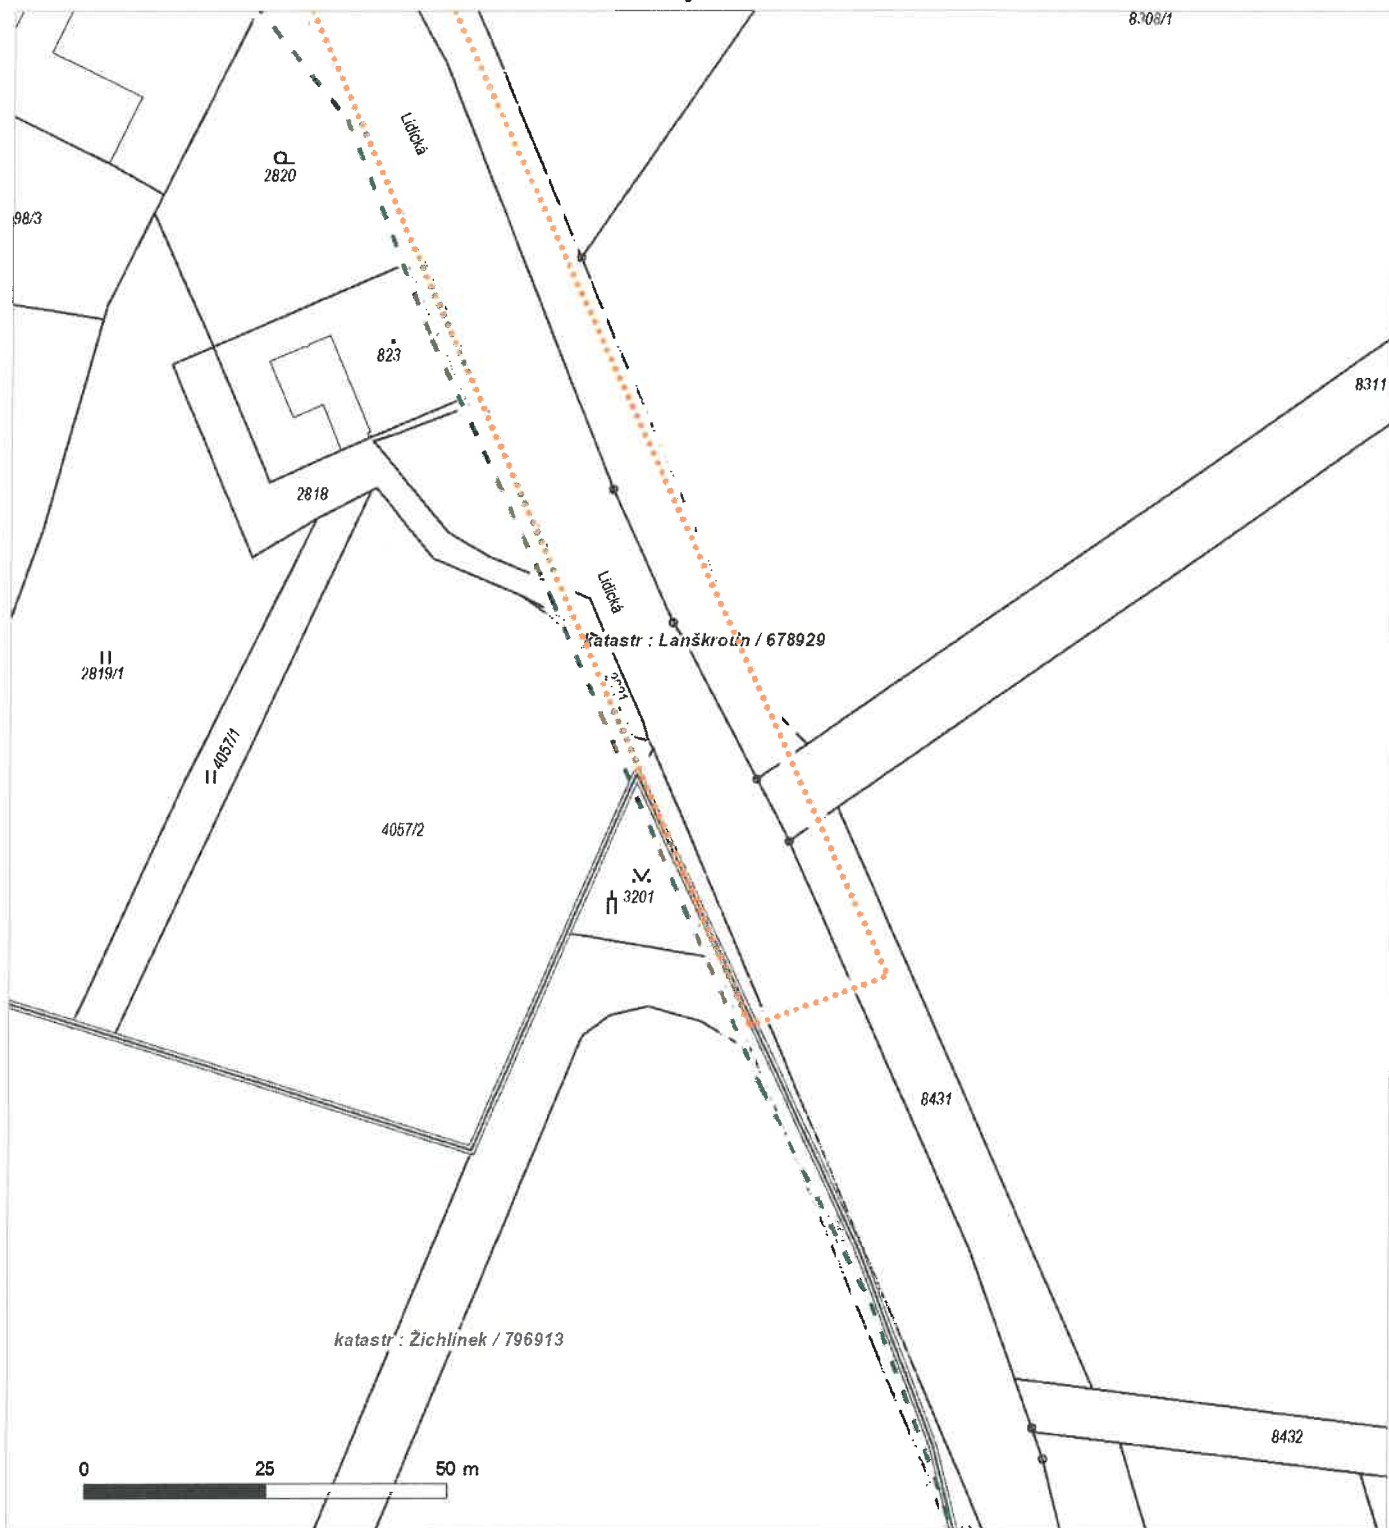 8308/1
Lidická
2820
98/3
823
8311
2818
Lidická
katastr : Lanškroun / 678929
2819/1
4057/1
4057/2
3201
8431
katastr : Žichlínek / 796913
8432
0 25 50 m